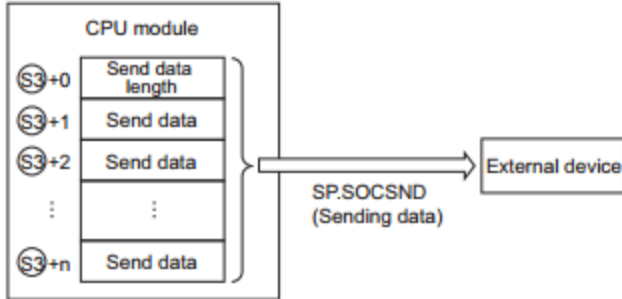 CPU module
S3+0 Send data
length
S3+1 Send data
S3+2 Send data
⋮ ⋮
S3+n Send data
SP.SOCSND
(Sending data)
External device